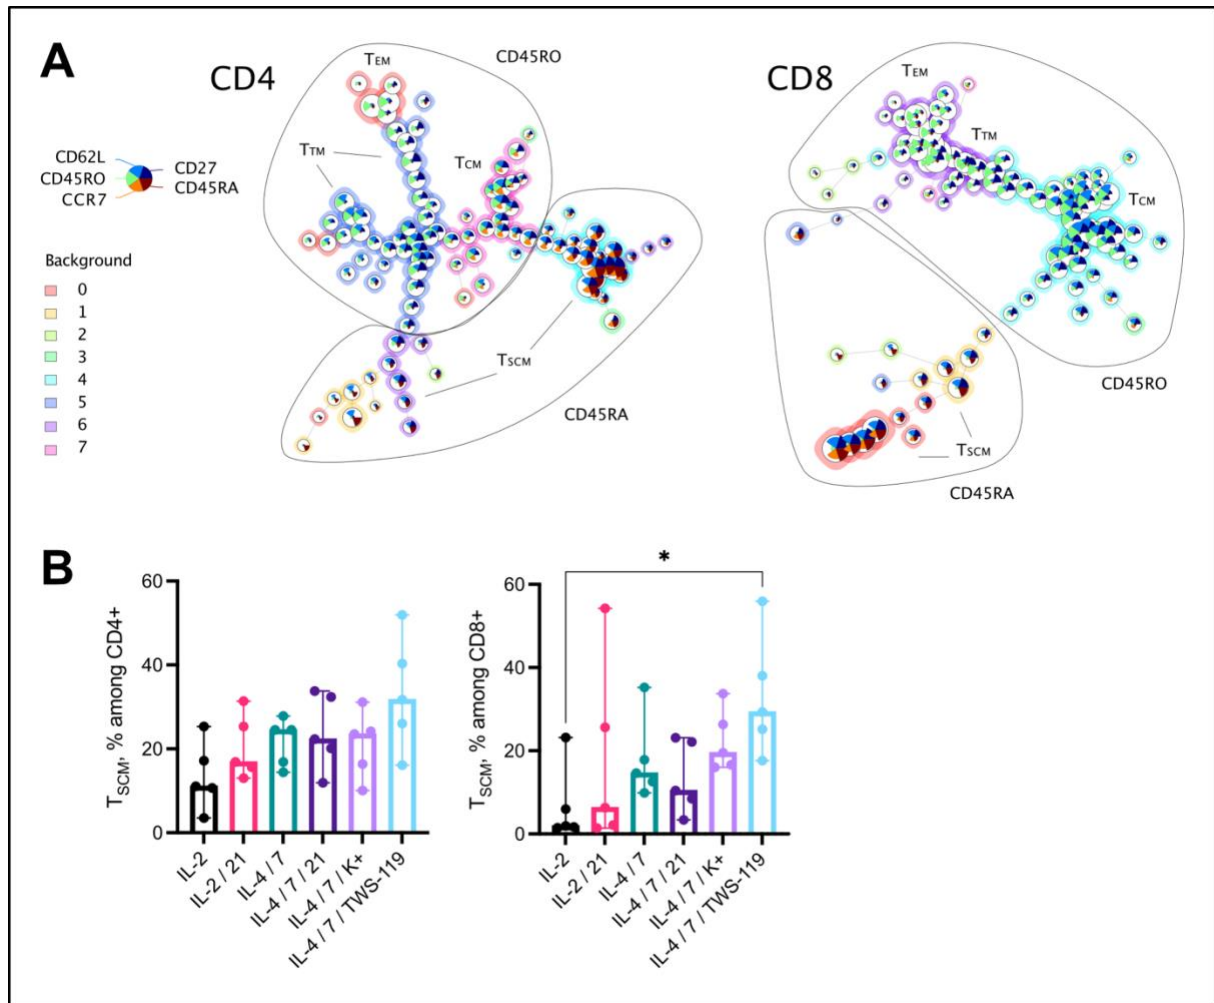 A
CD4
CD45RO
TEM
TTM
TCM
TSCM
CD45RA
CD8
TEM
TTM
TCM
CD45RO
TSCM
CD45RA
CD62L
CD45RO
CCR7
CD27
CD45RA
Background
0
1
2
3
4
5
6
7
B
TSCM, % among CD4+
60
40
20
0
IL-2
IL-2 / 21
IL-4 / 7
IL-4 / 7 / 21
IL-4 / 7 / K+
IL-4 / 7 / TWS-119
*
TSCM, % among CD8+
60
40
20
0
IL-2
IL-2 / 21
IL-4 / 7
IL-4 / 7 / 21
IL-4 / 7 / K+
IL-4 / 7 / TWS-119